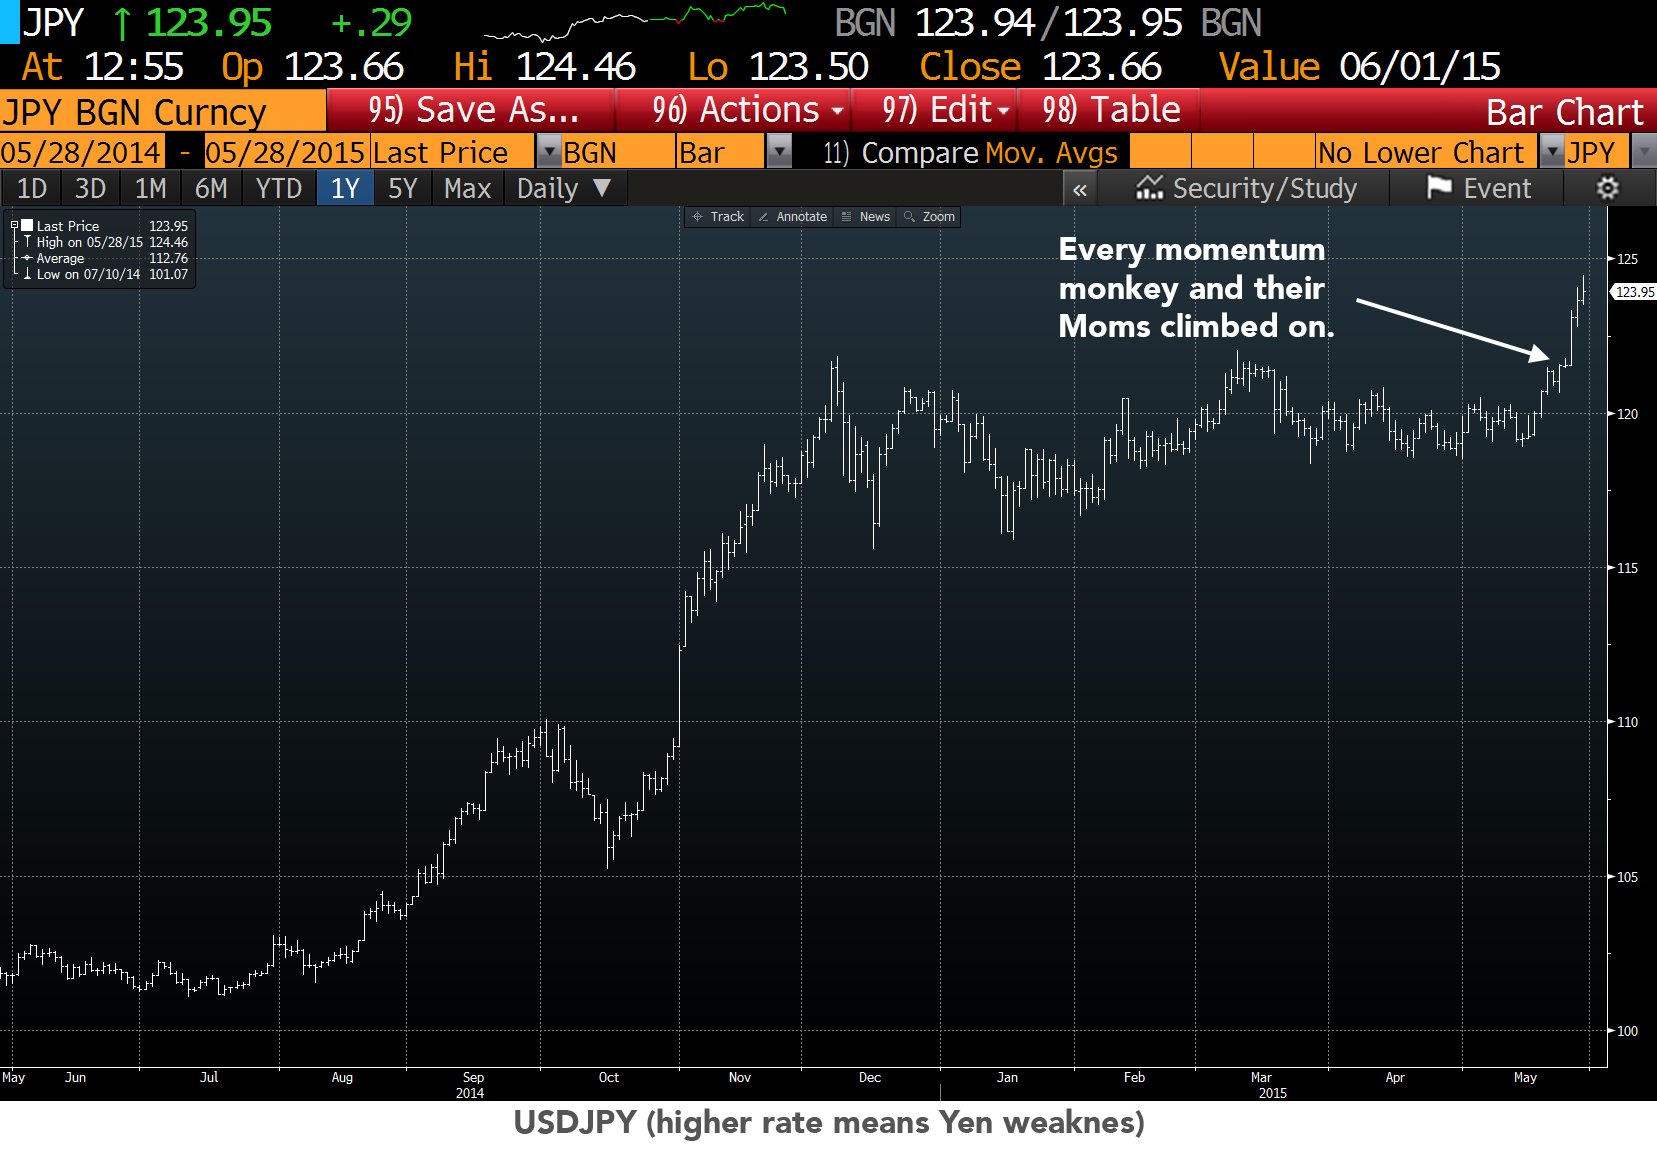 JPY ↑ 123.95 +.29 BGN 123.94/123.95 BGN
At 12:55 Op 123.66 Hi 124.46 Lo 123.50 Close 123.66 Value 06/01/15
JPY BGN Curncy 95) Save As... 96) Actions 97) Edit 98) Table Bar Chart
05/28/2014 - 05/28/2015 Last Price BGN Bar 11) Compare Mov. Avgs No Lower Chart JPY
1D 3D 1M 6M YTD 1Y 5Y Max Daily ▼ « Security/Study Event
Track Annotate News Zoom
Last Price 123.95
High on 05/28/15 124.46
Average 112.76
Low on 07/10/14 101.07
Every momentum
monkey and their
Moms climbed on.
125
123.95
120
115
110
105
100
May Jun Jul Aug Sep Oct Nov Dec Jan Feb Mar Apr May
2014 2015
USDJPY (higher rate means Yen weaknes)